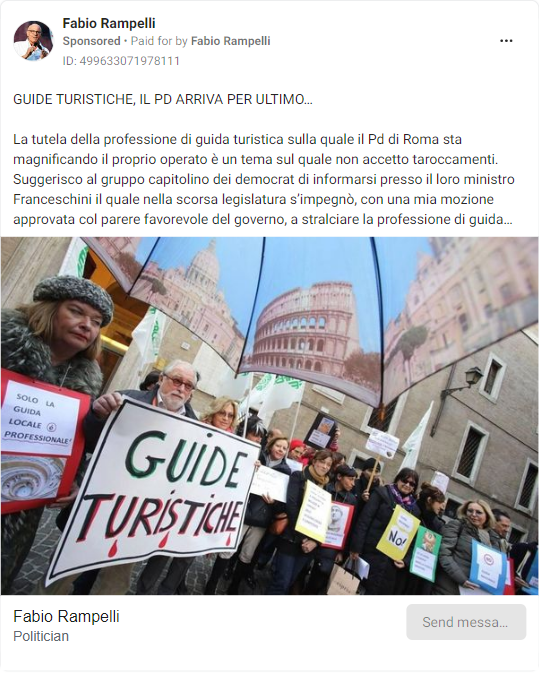 Fabio Rampelli
Sponsored • Paid for by Fabio Rampelli
ID: 499633071978111
GUIDE TURISTICHE, IL PD ARRIVA PER ULTIMO…
La tutela della professione di guida turistica sulla quale il Pd di Roma sta
magnificando il proprio operato è un tema sul quale non accetto taroccamenti.
Suggerisco al gruppo capitolino dei democrat di informarsi presso il loro ministro
Franceschini il quale nella scorsa legislatura s’impegnò, con una mia mozione
approvata col parere favorevole del governo, a stralciare la professione di guida…
SOLO LA
GUIDA
LOCALE è
PROFESSIONALE!
GUIDE
TURISTICHE
No!
Fabio Rampelli
Politician
Send messa…